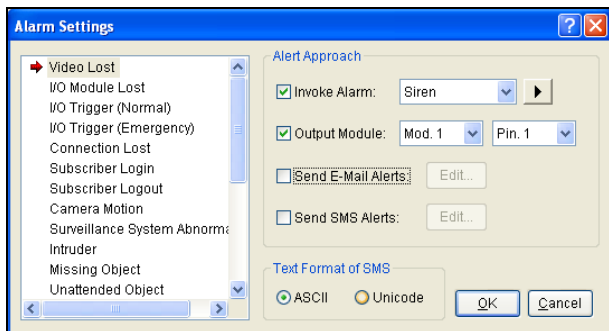 Alarm Settings
Video Lost
I/O Module Lost
I/O Trigger (Normal)
I/O Trigger (Emergency)
Connection Lost
Subscriber Login
Subscriber Logout
Camera Motion
Surveillance System Abnorma
Intruder
Missing Object
Unattended Object
Alert Approach
Invoke Alarm: Siren
Output Module: Mod. 1 Pin. 1
Send E-Mail Alerts: Edit...
Send SMS Alerts: Edit...
Text Format of SMS
ASCII Unicode
OK Cancel